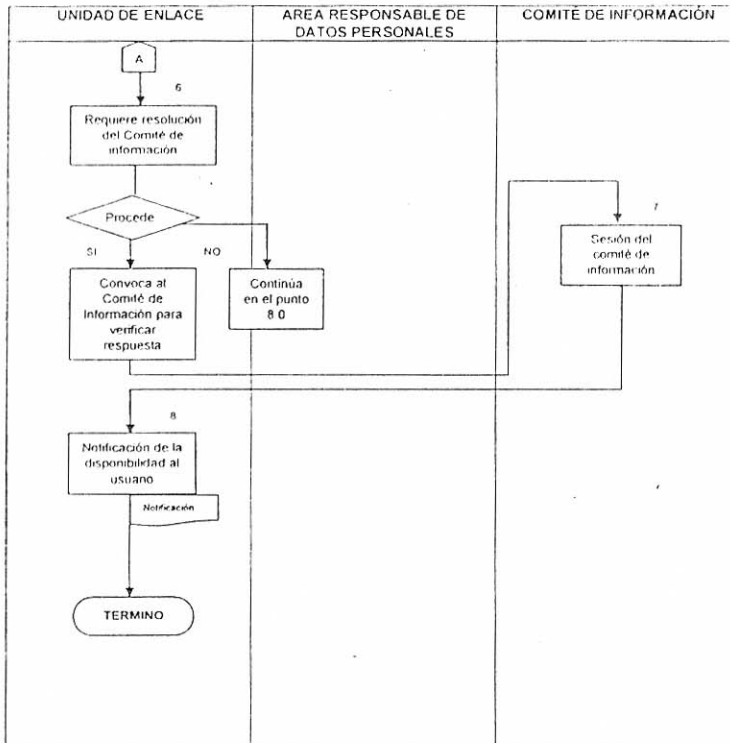 UNIDAD DE ENLACE
AREA RESPONSABLE DE
DATOS PERSONALES
COMITÉ DE INFORMACIÓN
A
6
Requiere resolución
del Comité de
información
Procede
SI
NO
Convoca al
Comité de
Información para
verificar
respuesta
Continúa
en el punto
8.0
7
Sesión del
comité de
información
8
Notificación de la
disponibilidad al
usuario
Notificación
TERMINO